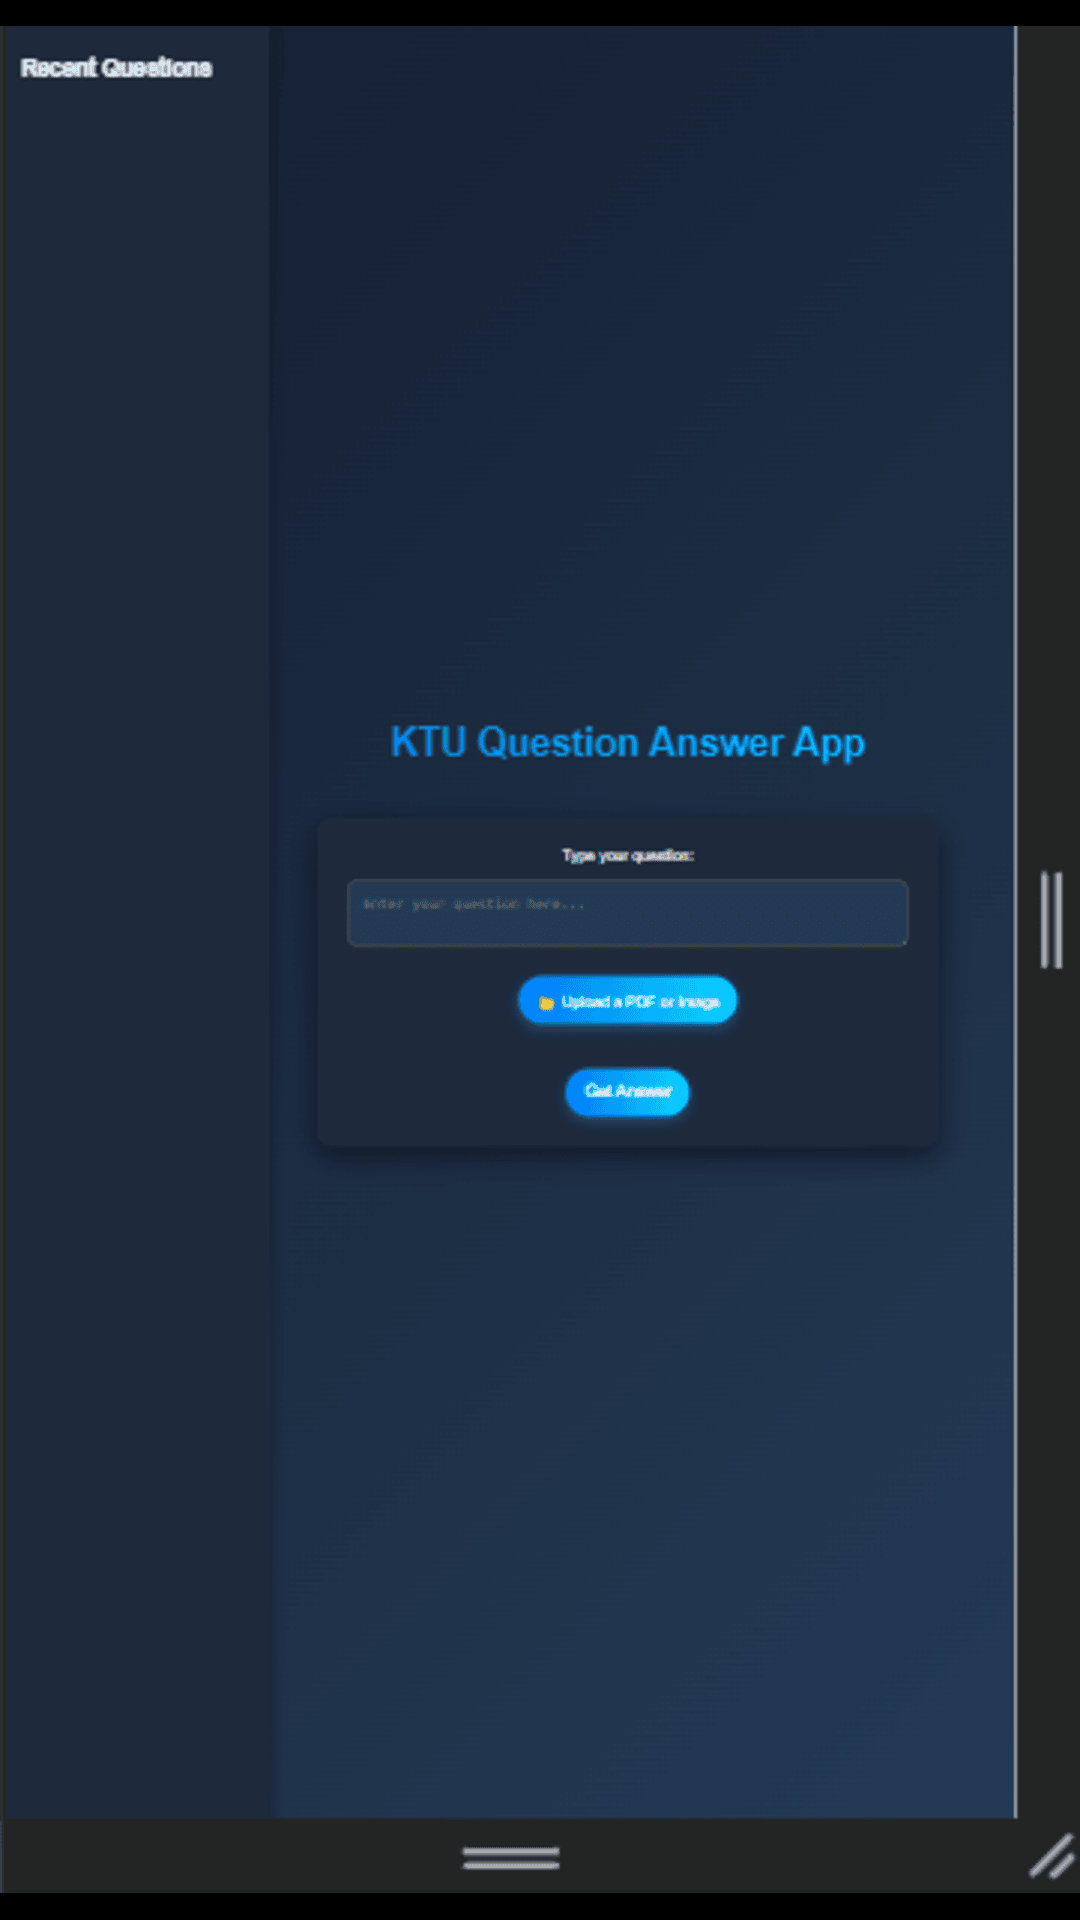 Recent Questions
KTU Question Answer App
Type your question:
Enter your question here...
Upload a PDF or image
Get Answer